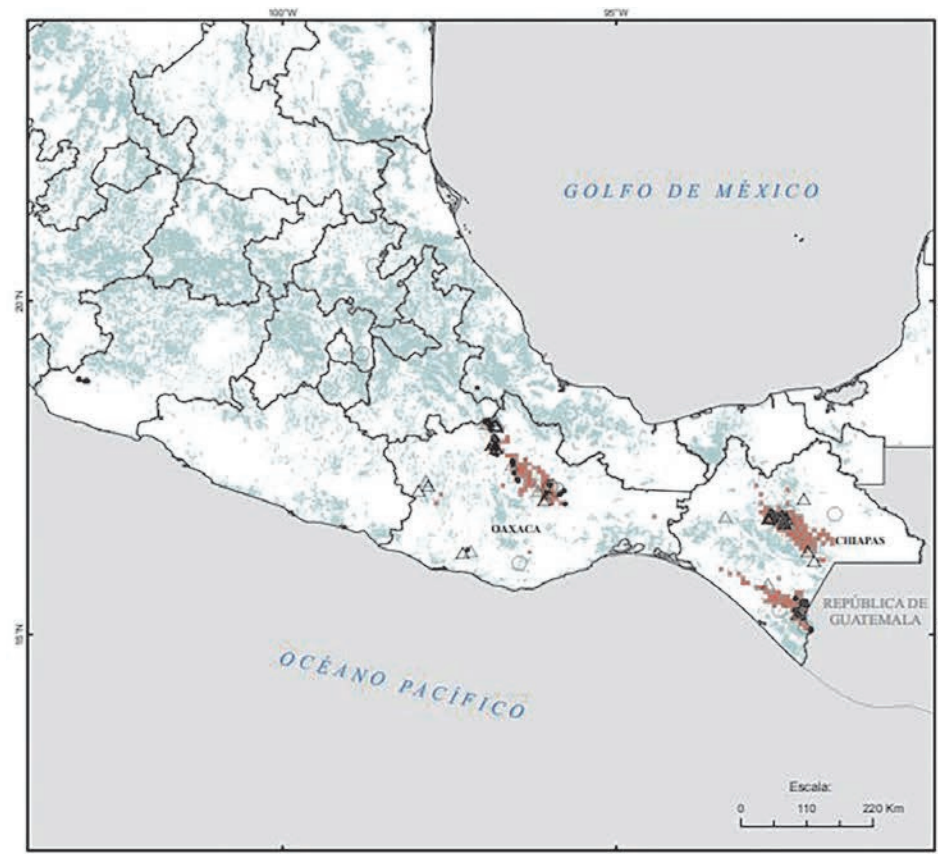 100°W 95°W
GOLFO DE MÉXICO
20°N
OAXACA
CHIAPAS
REPÚBLICA DE
GUATEMALA
15°N
OCÉANO PACÍFICO
Escala:
0 110 220 Km